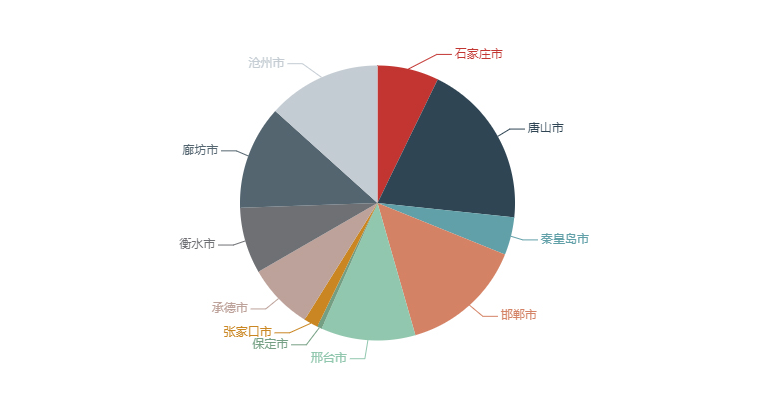 石家庄市
沧州市
唐山市
廊坊市
秦皇岛市
衡水市
承德市
邯郸市
张家口市
保定市
邢台市